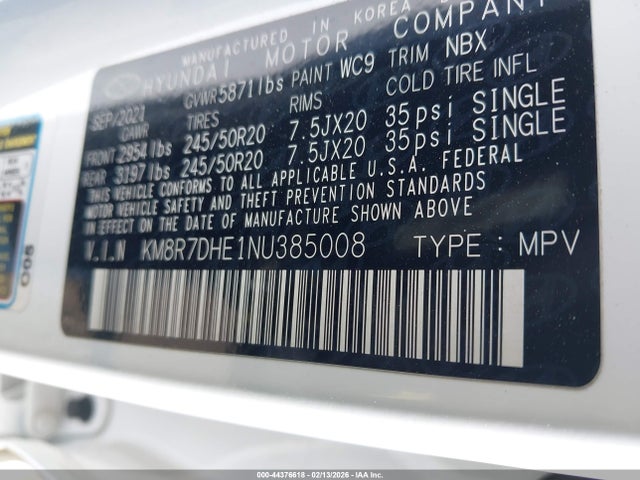 MANUFACTURED IN KOREA
HYUNDAI MOTOR COMPANY
SEP/2021 GVWR 5871lbs PAINT WC9 TRIM NBX
GAWR TIRES RIMS COLD TIRE INFL
FRONT 2954lbs 245/50R20 7.5JX20 35psi SINGLE
REAR 3197lbs 245/50R20 7.5JX20 35psi SINGLE
THIS VEHICLE CONFORMS TO ALL APPLICABLE U.S.A. FEDERAL
MOTOR VEHICLE SAFETY AND THEFT PREVENTION STANDARDS
IN EFFECT ON THE DATE OF MANUFACTURE SHOWN ABOVE
V.I.N KM8R7DHE1NU385008 TYPE : MPV
000-44376618 - 02/13/2026 - IAA Inc.